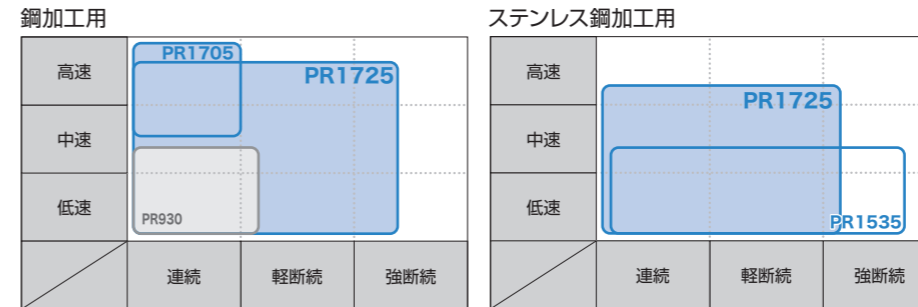 鋼加工用
高速
中速
低速
PR1705
PR1725
PR930
連続
軽断続
強断続
ステンレス鋼加工用
高速
中速
低速
PR1725
PR1535
連続
軽断続
強断続